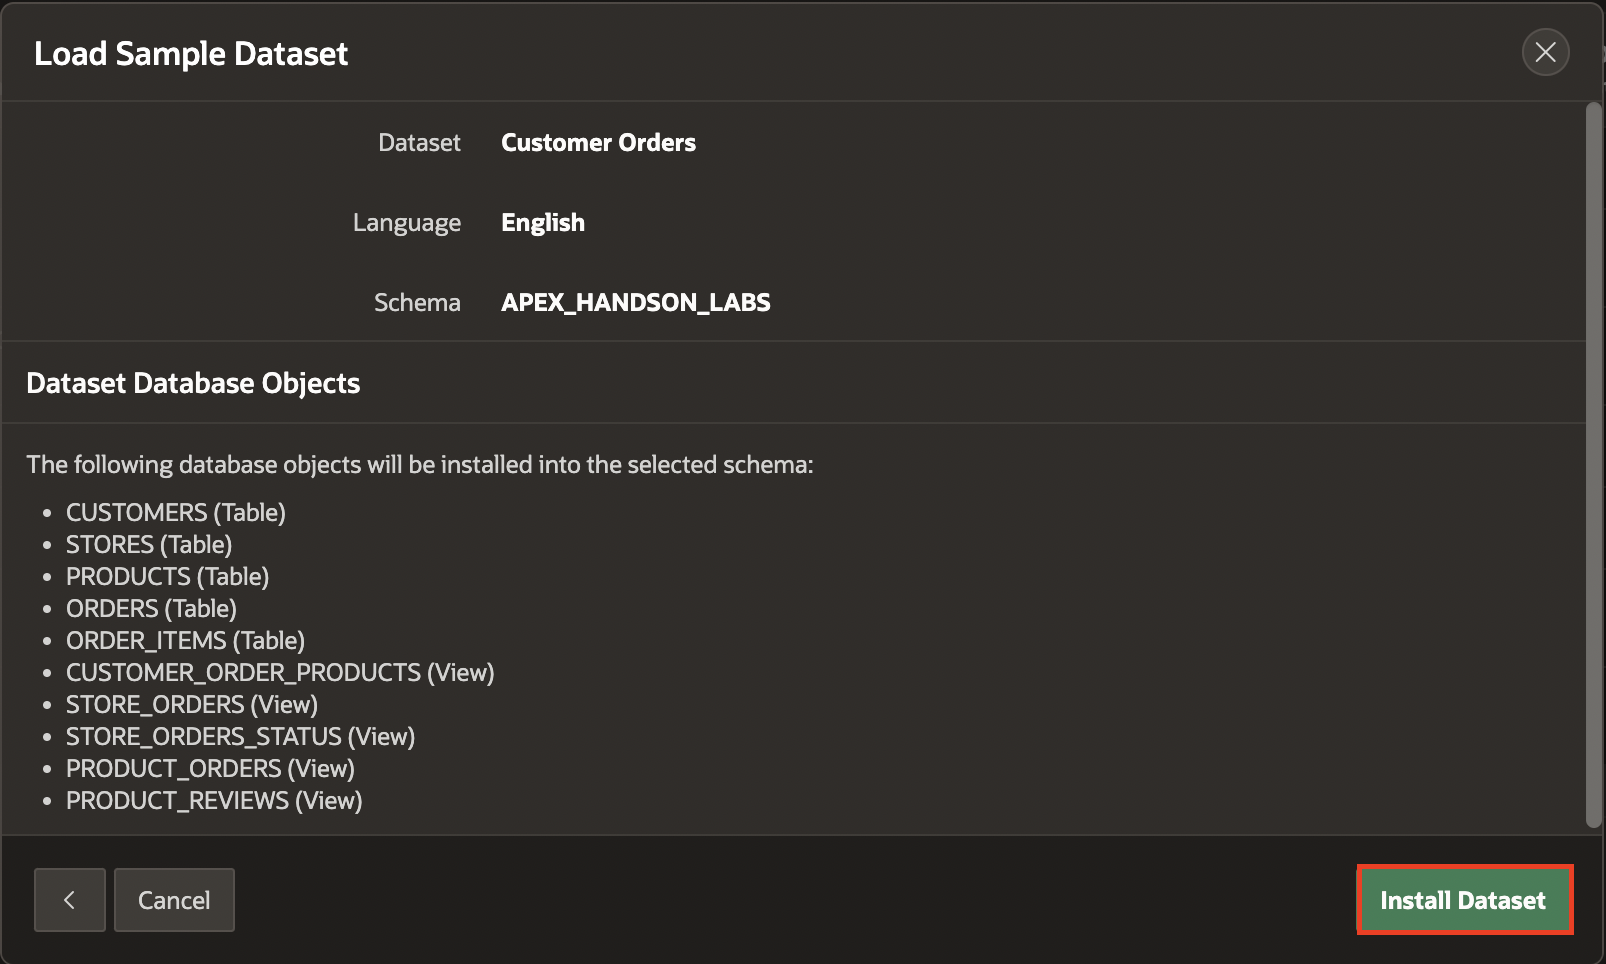 Load Sample Dataset
Dataset Customer Orders
Language English
Schema APEX_HANDSON_LABS
Dataset Database Objects
The following database objects will be installed into the selected schema:
• CUSTOMERS (Table)
• STORES (Table)
• PRODUCTS (Table)
• ORDERS (Table)
• ORDER_ITEMS (Table)
• CUSTOMER_ORDER_PRODUCTS (View)
• STORE_ORDERS (View)
• STORE_ORDERS_STATUS (View)
• PRODUCT_ORDERS (View)
• PRODUCT_REVIEWS (View)
Cancel Install Dataset